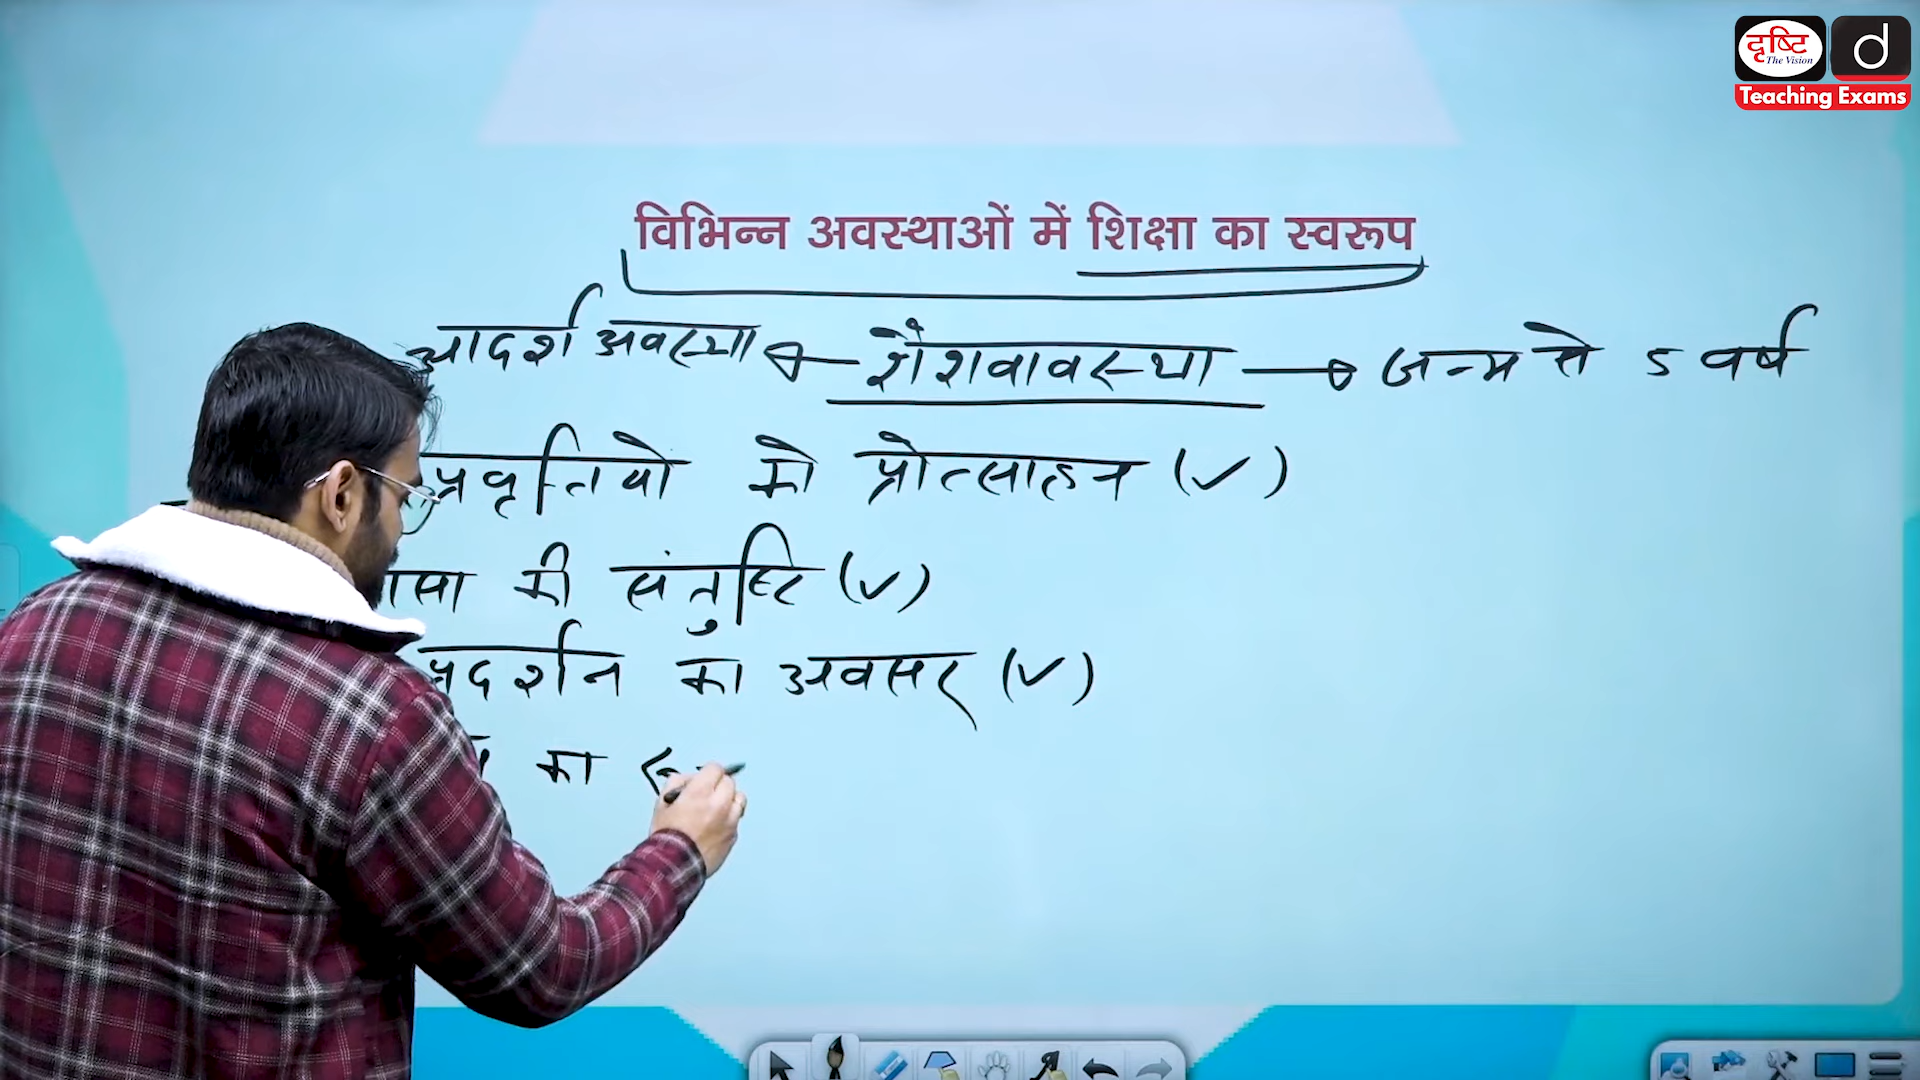 दृष्टि
The Vision
d
Teaching Exams
विभिन्न अवस्थाओं में शिक्षा का स्वरूप
आदर्श अवस्था शैशवावस्था जन्म से 5 वर्ष
प्रवृत्तियो को प्रोत्साहन (✓)
की संतुष्टि (✓)
प्रदर्शन का अवसर (✓)
का